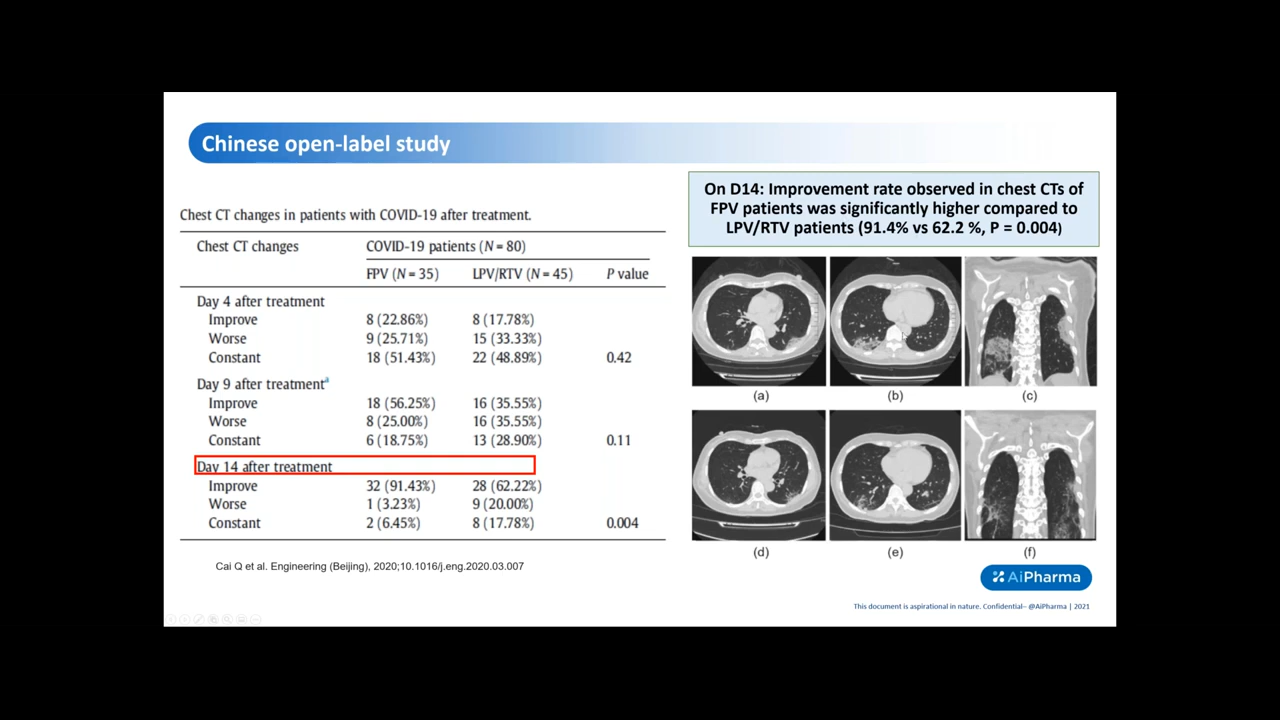 Chinese open-label study
Chest CT changes in patients with COVID-19 after treatment.
Chest CT changes COVID-19 patients (N = 80)
FPV (N = 35) LPV/RTV (N = 45) P value
Day 4 after treatment
Improve 8 (22.86%) 8 (17.78%)
Worse 9 (25.71%) 15 (33.33%)
Constant 18 (51.43%) 22 (48.89%) 0.42
Day 9 after treatmentᵃ
Improve 18 (56.25%) 16 (35.55%)
Worse 8 (25.00%) 16 (35.55%)
Constant 6 (18.75%) 13 (28.90%) 0.11
Day 14 after treatment
Improve 32 (91.43%) 28 (62.22%)
Worse 1 (3.23%) 9 (20.00%)
Constant 2 (6.45%) 8 (17.78%) 0.004
Cai Q et al. Engineering (Beijing), 2020;10.1016/j.eng.2020.03.007
On D14: Improvement rate observed in chest CTs of
FPV patients was significantly higher compared to
LPV/RTV patients (91.4% vs 62.2 %, P = 0.004)
(a) (b) (c)
(d) (e) (f)
AiPharma
This document is aspirational in nature. Confidential– @AiPharma | 2021